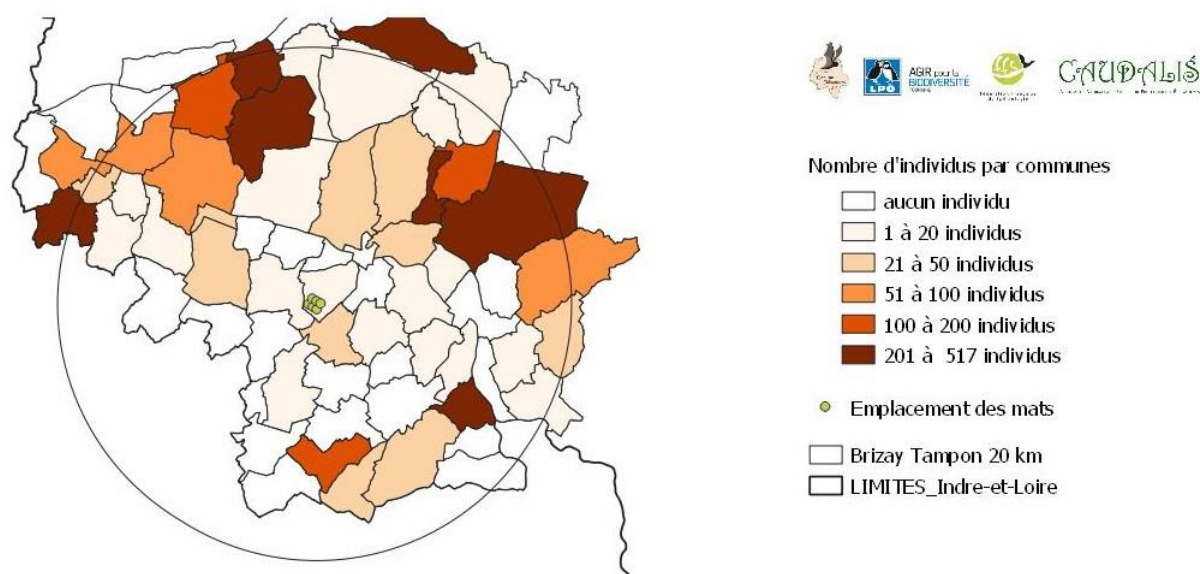 LPO
AGIR pour la
BIODIVERSITÉ
TOURAINE
CAUDALIS
Nombre d'individus par communes
aucun individu
1 à 20 individus
21 à 50 individus
51 à 100 individus
100 à 200 individus
201 à 517 individus
Emplacement des mats
Brizay Tampon 20 km
LIMITES_Indre-et-Loire